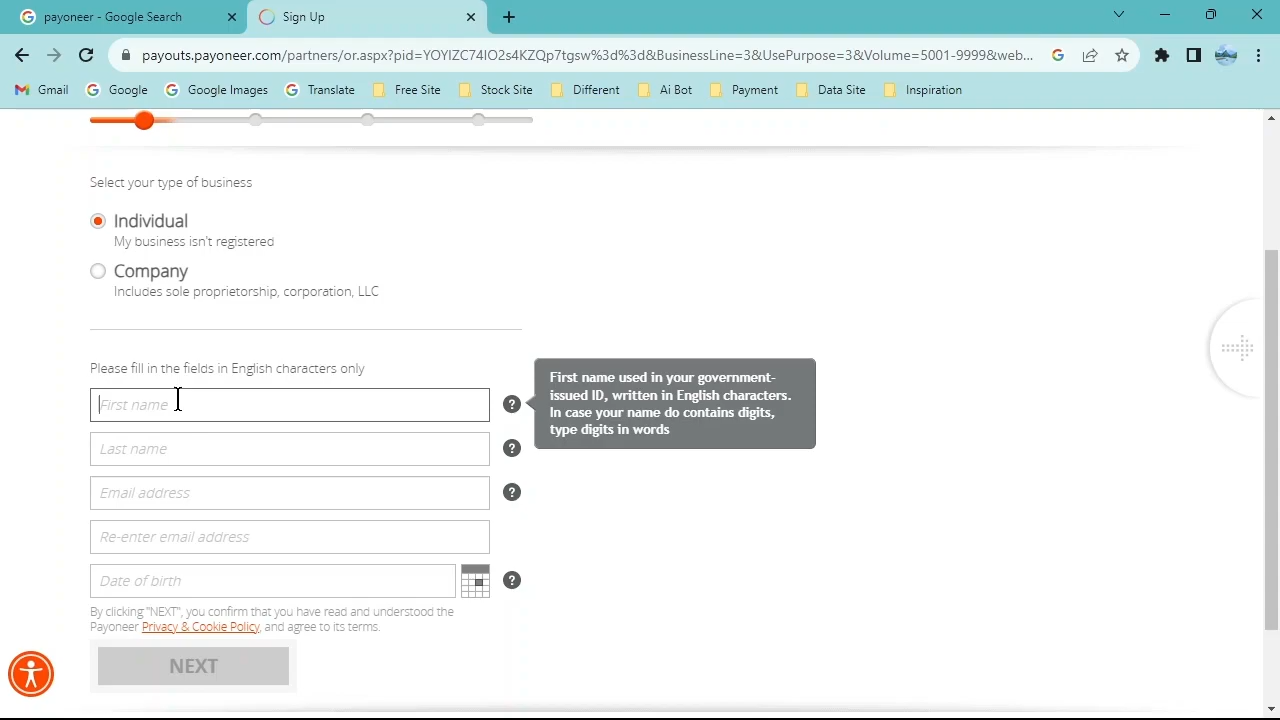 payoneer - Google Search
Sign Up
payouts.payoneer.com/partners/or.aspx?pid=YOYIZC74IO2s4KZQp7tgsw%3d%3d&BusinessLine=3&UsePurpose=3&Volume=5001-9999&web...
Gmail
Google
Google Images
Translate
Free Site
Stock Site
Different
Ai Bot
Payment
Data Site
Inspiration
Select your type of business
Individual
My business isn't registered
Company
Includes sole proprietorship, corporation, LLC
Please fill in the fields in English characters only
First name
?
First name used in your government-
issued ID, written in English characters.
In case your name do contains digits,
type digits in words
Last name
?
Email address
?
Re-enter email address
Date of birth
?
By clicking "NEXT", you confirm that you have read and understood the
Payoneer Privacy & Cookie Policy, and agree to its terms.
NEXT